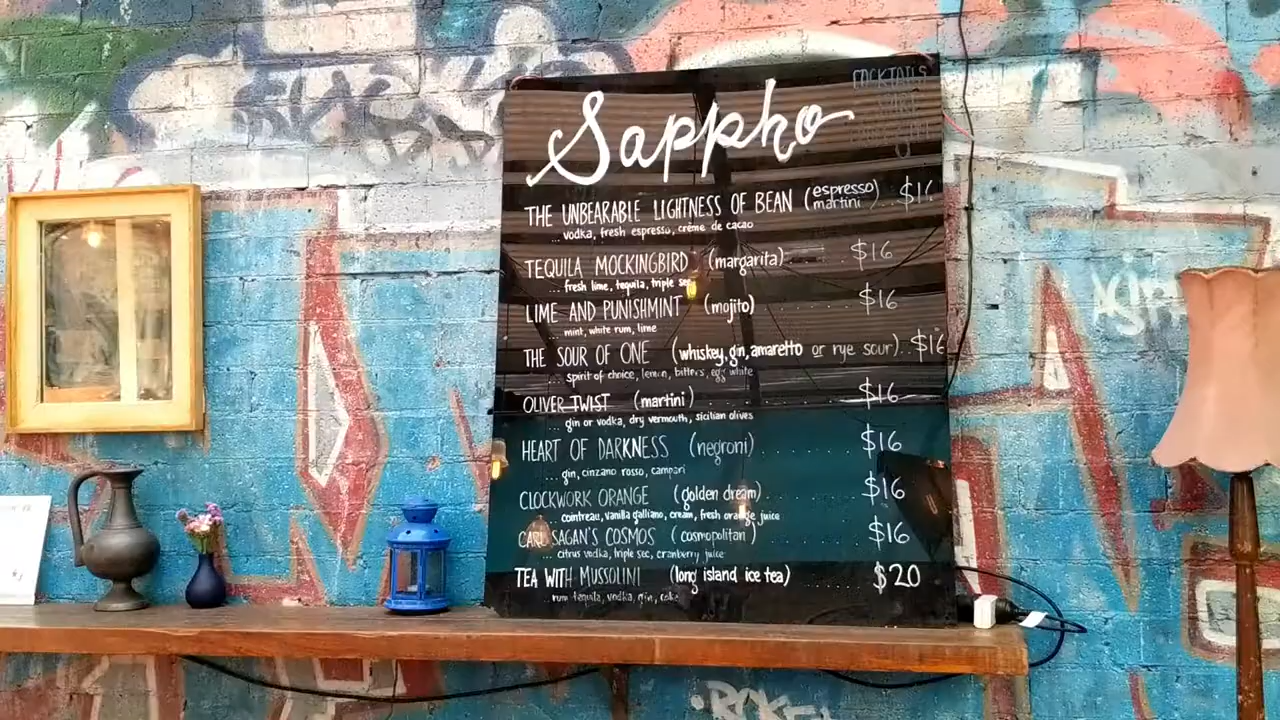 Sappho
COCKTAILS
THE UNBEARABLE LIGHTNESS OF BEAN (espresso martini) .. $16
... vodka, fresh espresso, crème de cacao
TEQUILA MOCKINGBIRD (margarita) $16
... fresh lime, tequila, triple sec
LIME AND PUNISHMINT (mojito) $16
... mint, white rum, lime
THE SOUR OF ONE (whiskey, gin, amaretto or rye sour) .. $16
... spirit of choice, lemon, bitters, egg white
OLIVER TWIST (martini) $16
... gin or vodka, dry vermouth, sicilian olives
HEART OF DARKNESS (negroni) $16
... gin, cinzano rosso, campari
CLOCKWORK ORANGE (golden dream) $16
... cointreau, vanilla galliano, cream, fresh orange juice
CARL SAGAN'S COSMOS (cosmopolitan) $16
... citrus vodka, triple sec, cranberry juice
TEA WITH MUSSOLINI (long island ice tea) $20
... rum, tequila, vodka, gin, coke